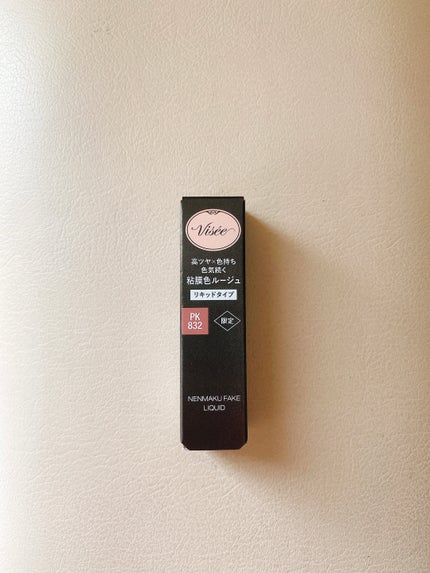 Visée
高ツヤ×色持ち
色気続く
粘膜色ルージュ
リキッドタイプ
PK
832
限定
NENMAKU FAKE
LIQUID